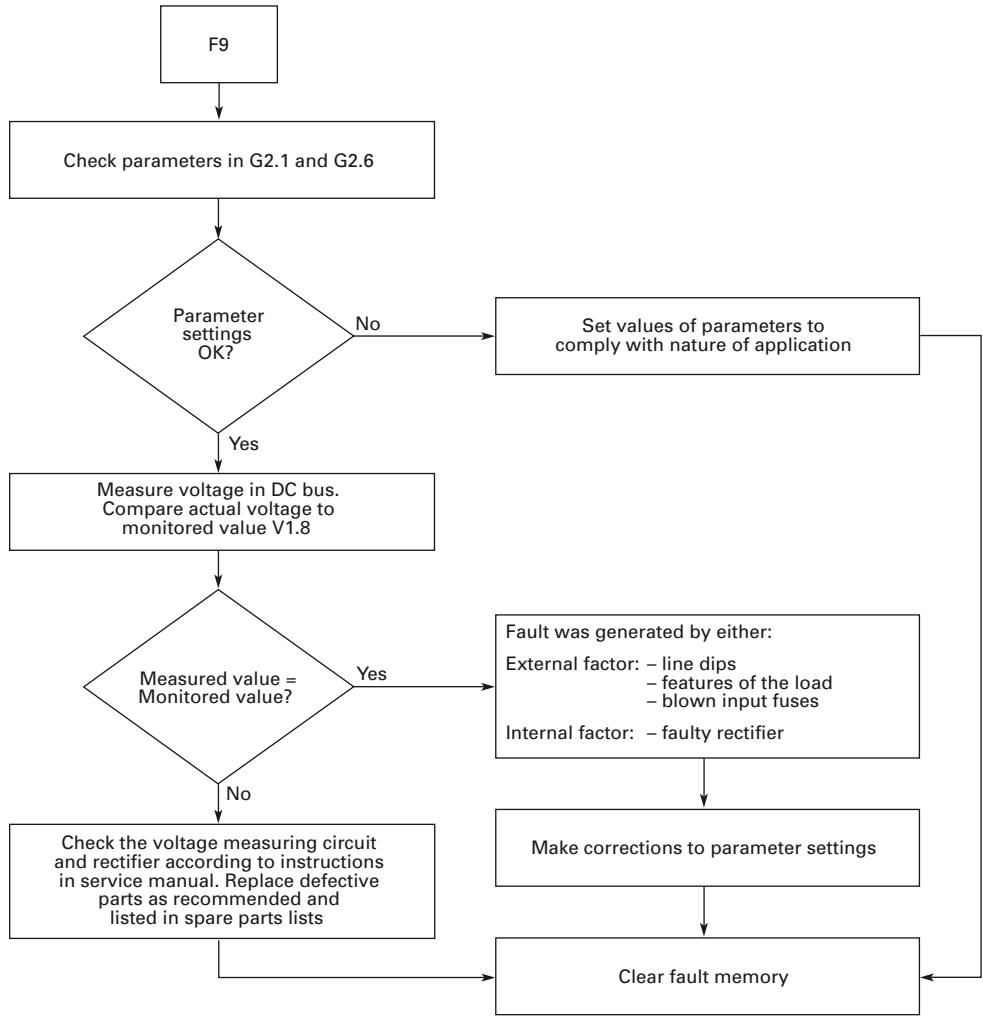 F9
Check parameters in G2.1 and G2.6
Parameter
settings
OK?
No
Set values of parameters to
comply with nature of application
Yes
Measure voltage in DC bus.
Compare actual voltage to
monitored value V1.8
Measured value =
Monitored value?
Yes
Fault was generated by either:
External factor: – line dips
– features of the load
– blown input fuses
Internal factor: – faulty rectifier
No
Check the voltage measuring circuit
and rectifier according to instructions
in service manual. Replace defective
parts as recommended and
listed in spare parts lists
Make corrections to parameter settings
Clear fault memory